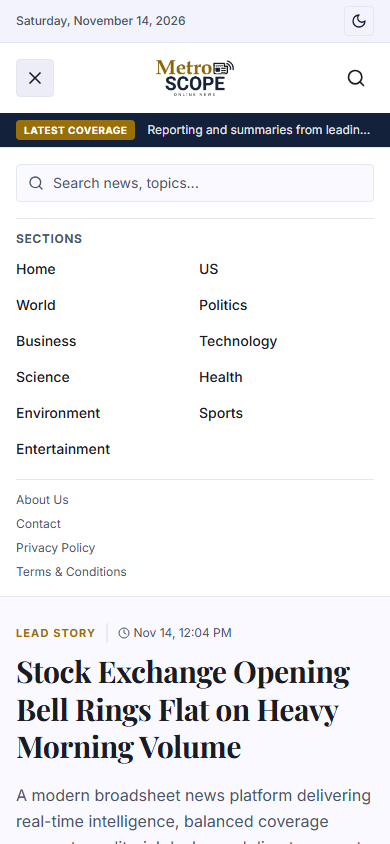 Saturday, November 14, 2026
Metro
SCOPE
ONLINE NEWS
LATEST COVERAGE Reporting and summaries from leadin...
Search news, topics...
SECTIONS
Home US
World Politics
Business Technology
Science Health
Environment Sports
Entertainment
About Us
Contact
Privacy Policy
Terms & Conditions
LEAD STORY Nov 14, 12:04 PM
Stock Exchange Opening
Bell Rings Flat on Heavy
Morning Volume
A modern broadsheet news platform delivering
real-time intelligence, balanced coverage